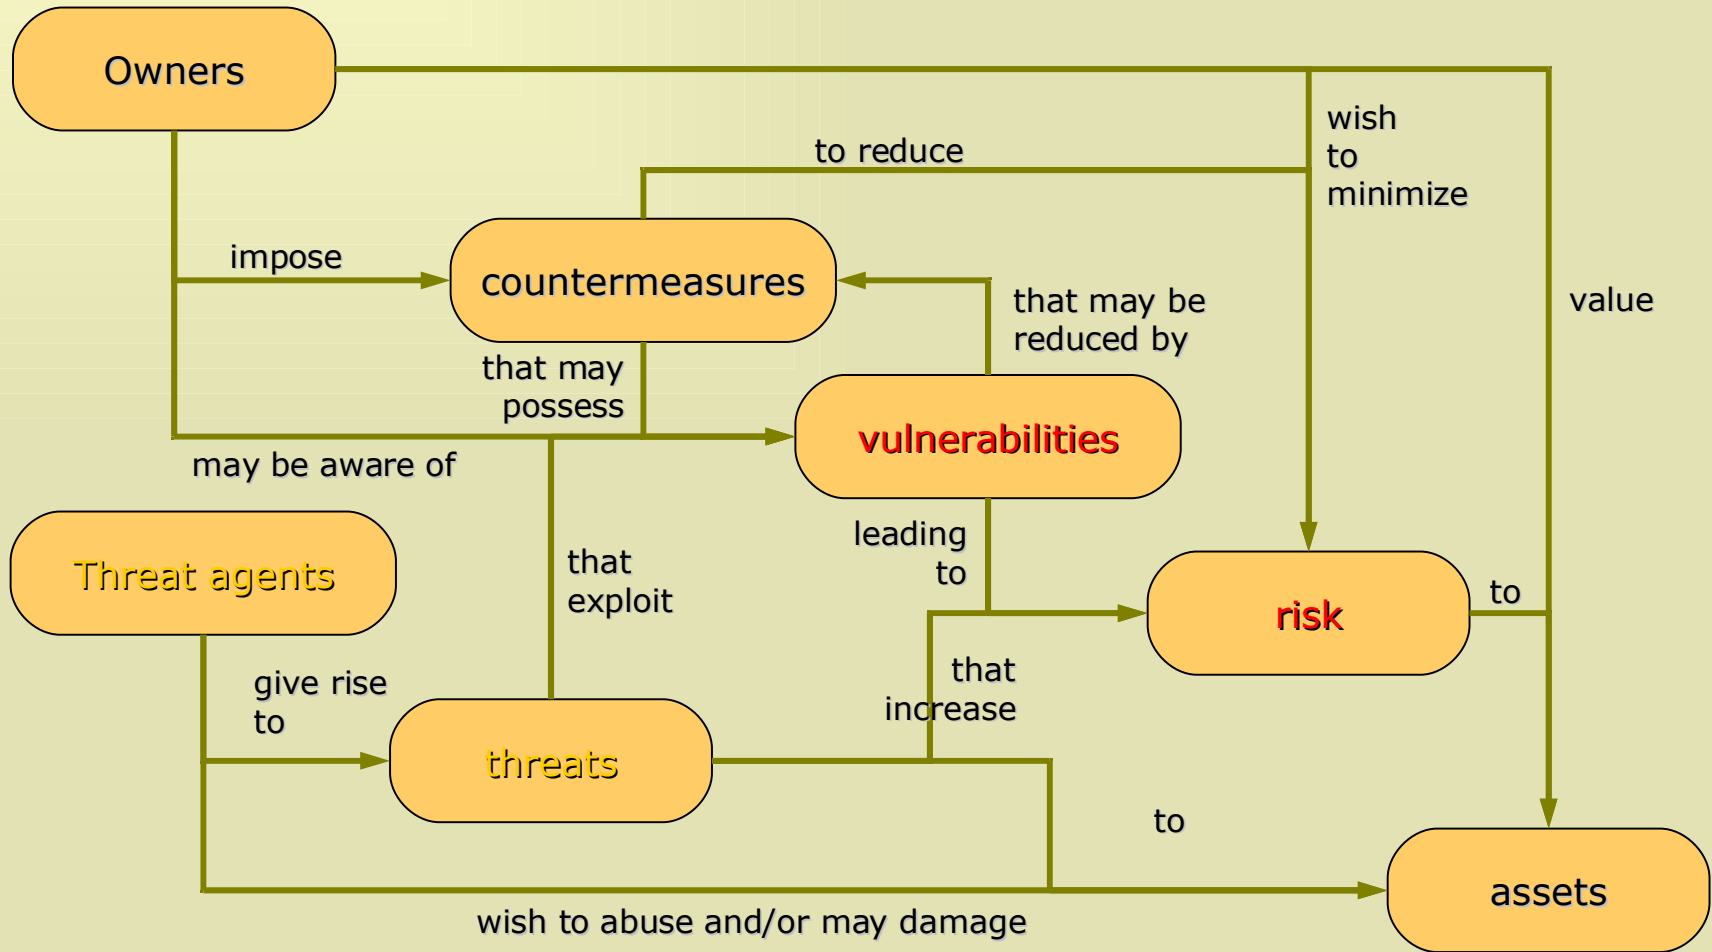 Owners
wish
to
minimize
to reduce
impose
countermeasures
that may be
reduced by
value
that may
possess
vulnerabilities
may be aware of
Threat agents
that
exploit
leading
to
risk
to
give rise
to
that
increase
threats
to
assets
wish to abuse and/or may damage